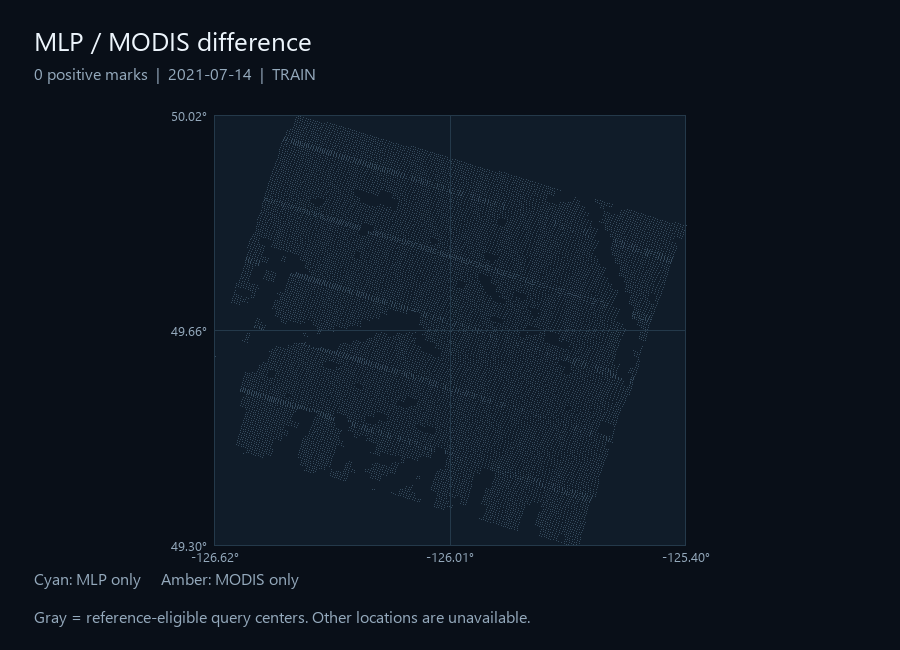 MLP / MODIS difference
0 positive marks | 2021-07-14 | TRAIN
50.02°
49.66°
49.30°
-126.62°
-126.01°
-125.40°
Cyan: MLP only Amber: MODIS only
Gray = reference-eligible query centers. Other locations are unavailable.